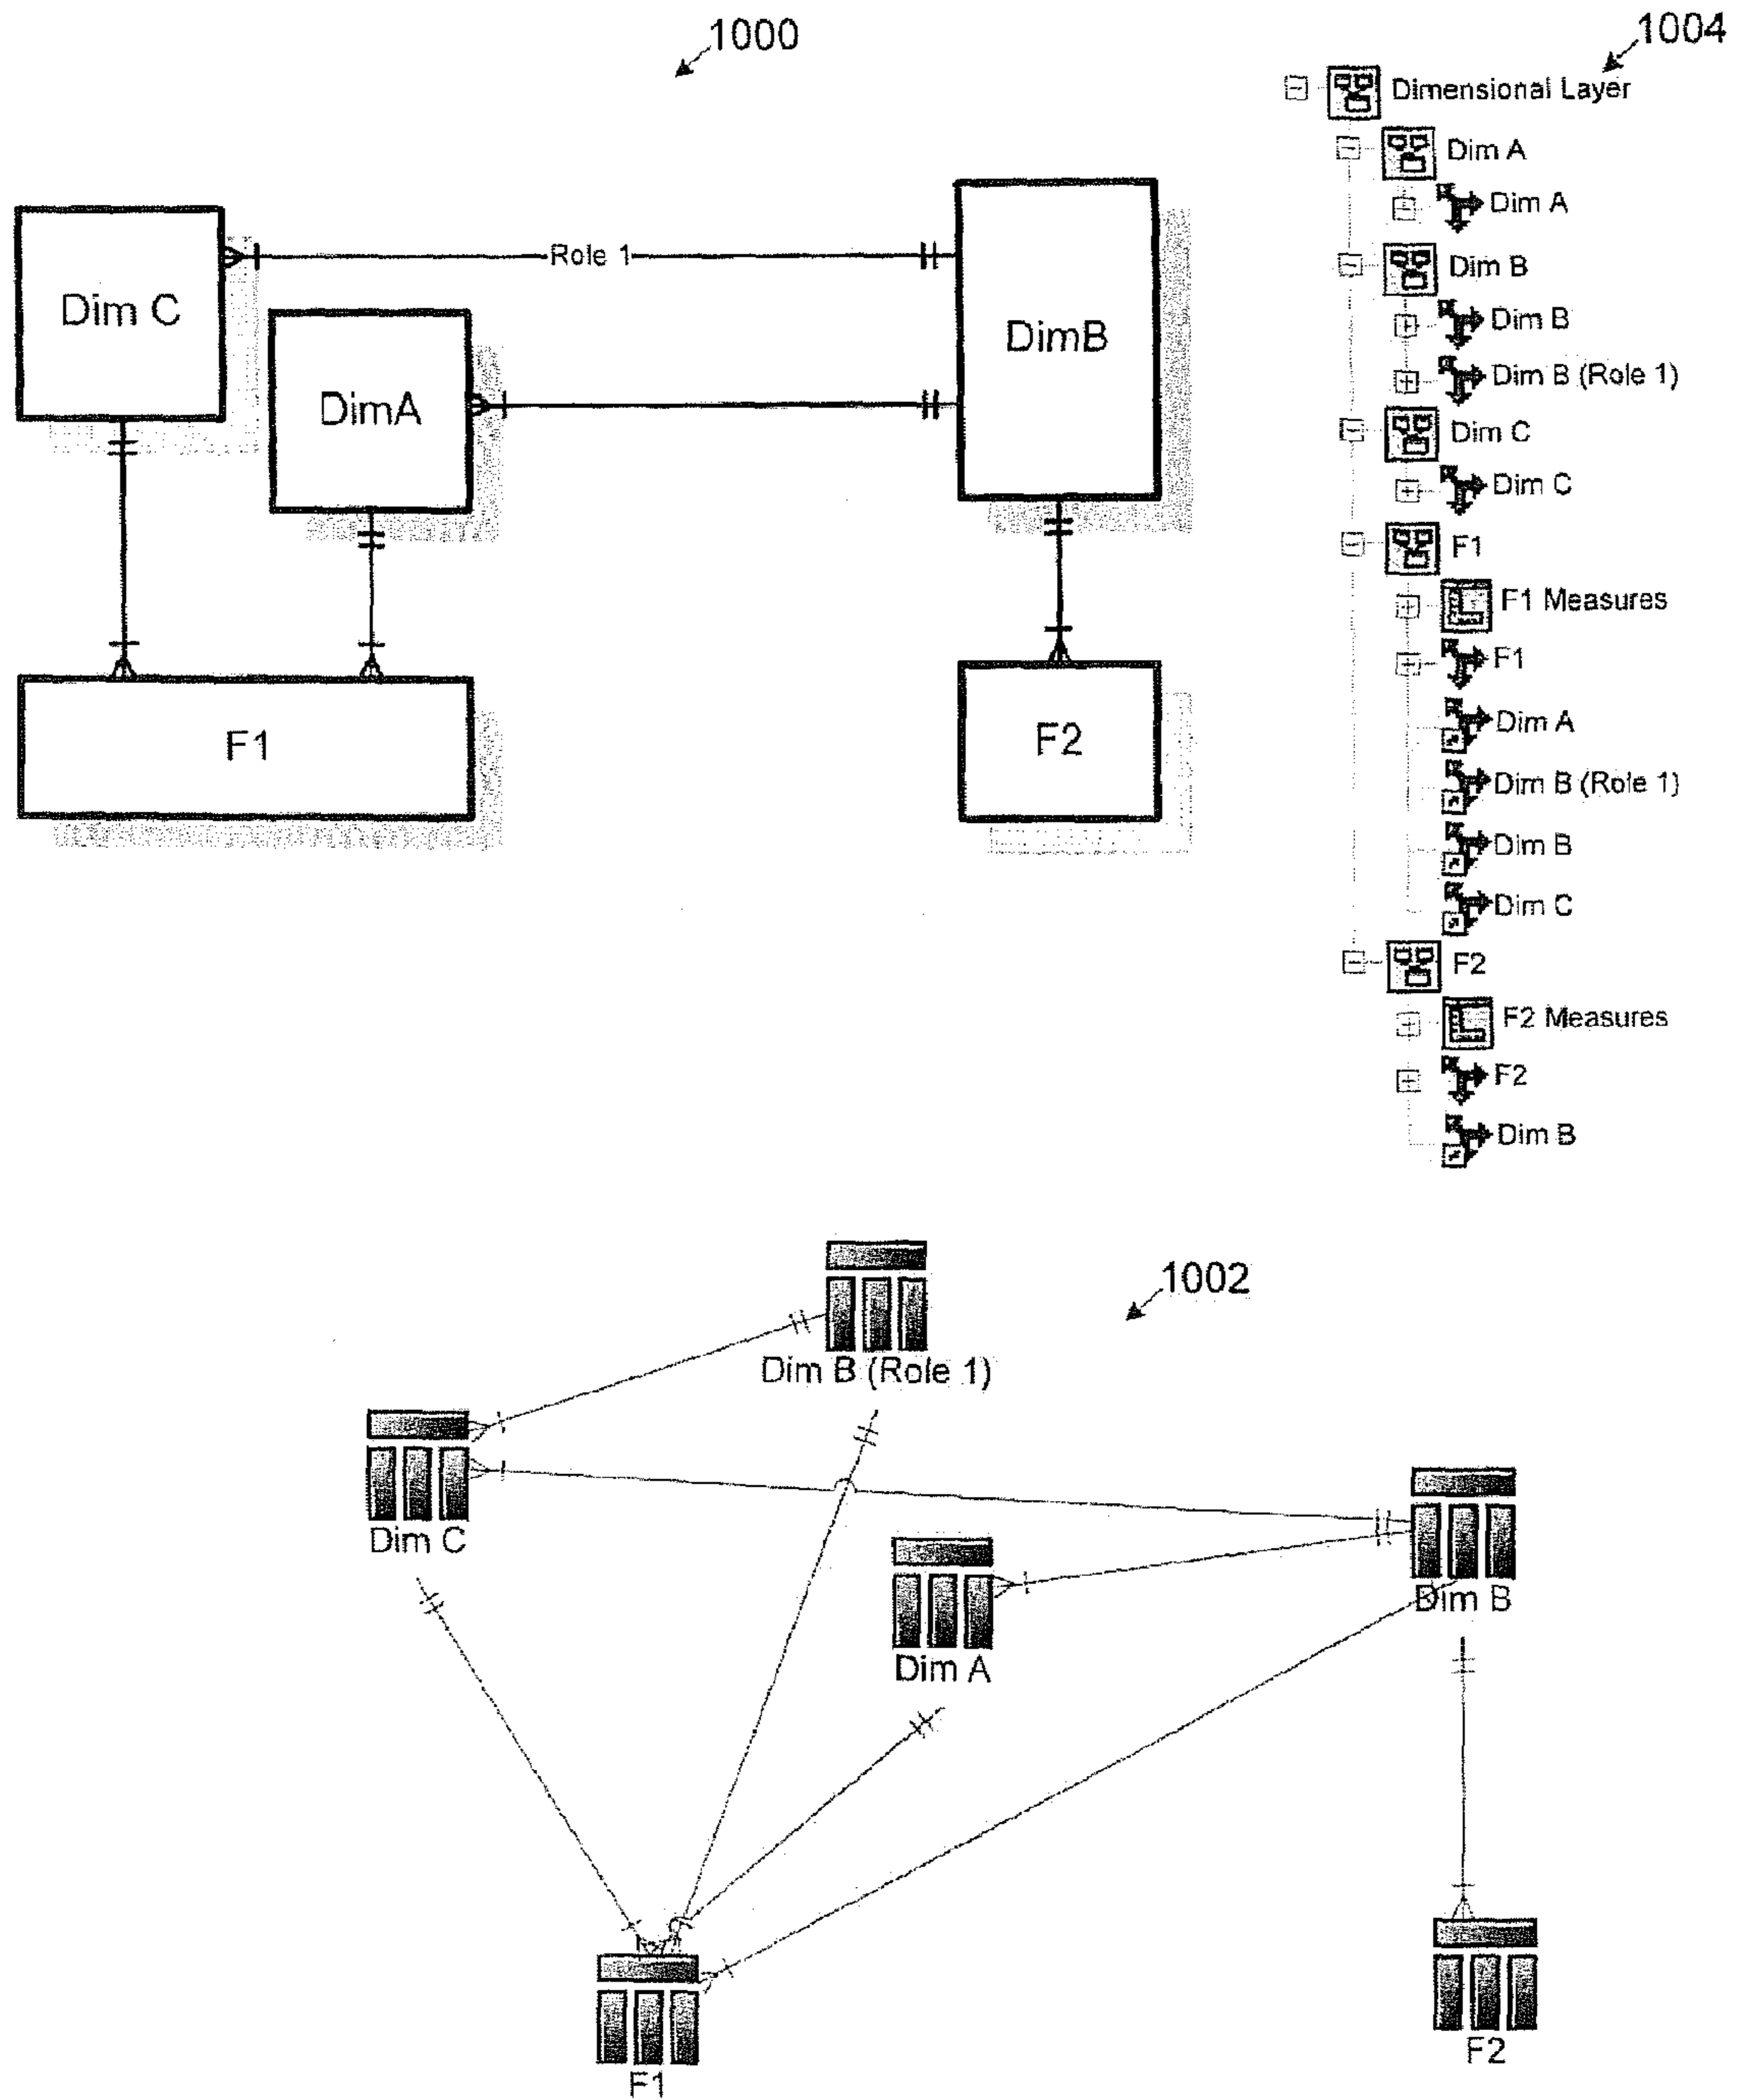 1000
Dim C
Role 1
DimA
DimB
F1
F2
1004
Dimensional Layer
Dim A
Dim A
Dim B
Dim B
Dim B (Role 1)
Dim C
Dim C
F1
F1 Measures
F1
Dim A
Dim B (Role 1)
Dim B
Dim C
F2
F2 Measures
F2
Dim B
1002
Dim B (Role 1)
Dim C
Dim A
Dim B
F1
F2